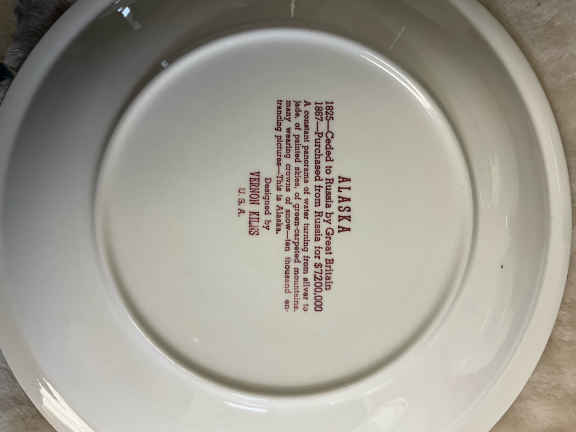 ALASKA
1825—Ceded to Russia by Great Britain
1867—Purchased from Russia for $7,200,000
A constant panorama of water turning from silver to
jade, of painted skies, of green-carpeted mountains,
many wearing crowns of snow—ten thousand en-
trancing pictures—This is Alaska.
Designed by
VERNON KILNS
U. S. A.